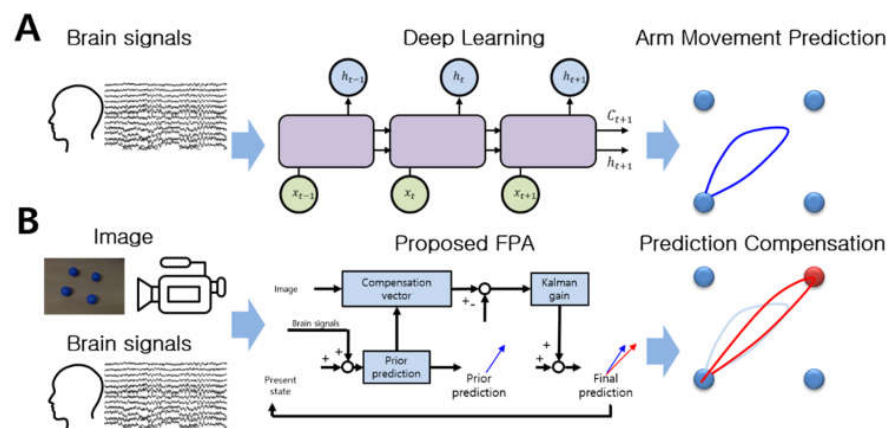 A
Brain signals
Deep Learning
Arm Movement Prediction
h_{t-1}
h_t
h_{t+1}
C_{t+1}
h_{t+1}
x_{t-1}
x_t
x_{t+1}
B
Image
Proposed FPA
Prediction Compensation
Image
Compensation
vector
+
-
Kalman
gain
Brain signals
Brain signals
+
+
Prior
prediction
+
+
Present
state
Prior
prediction
Final
prediction